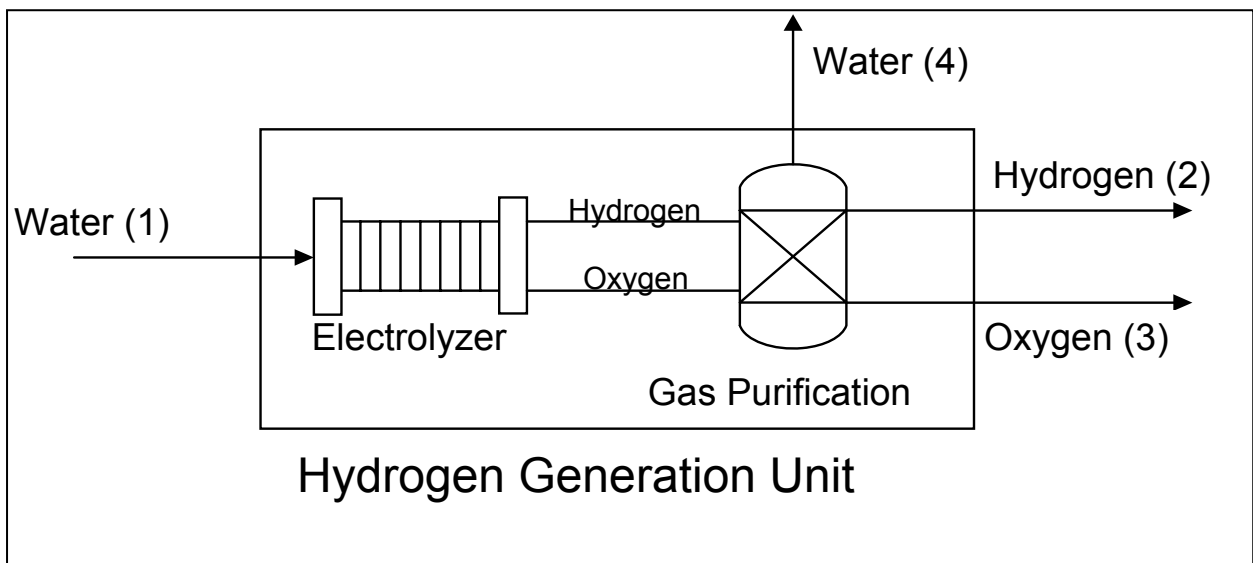 Water (4)
Hydrogen (2)
Water (1)
Hydrogen
Oxygen
Electrolyzer
Oxygen (3)
Gas Purification
Hydrogen Generation Unit